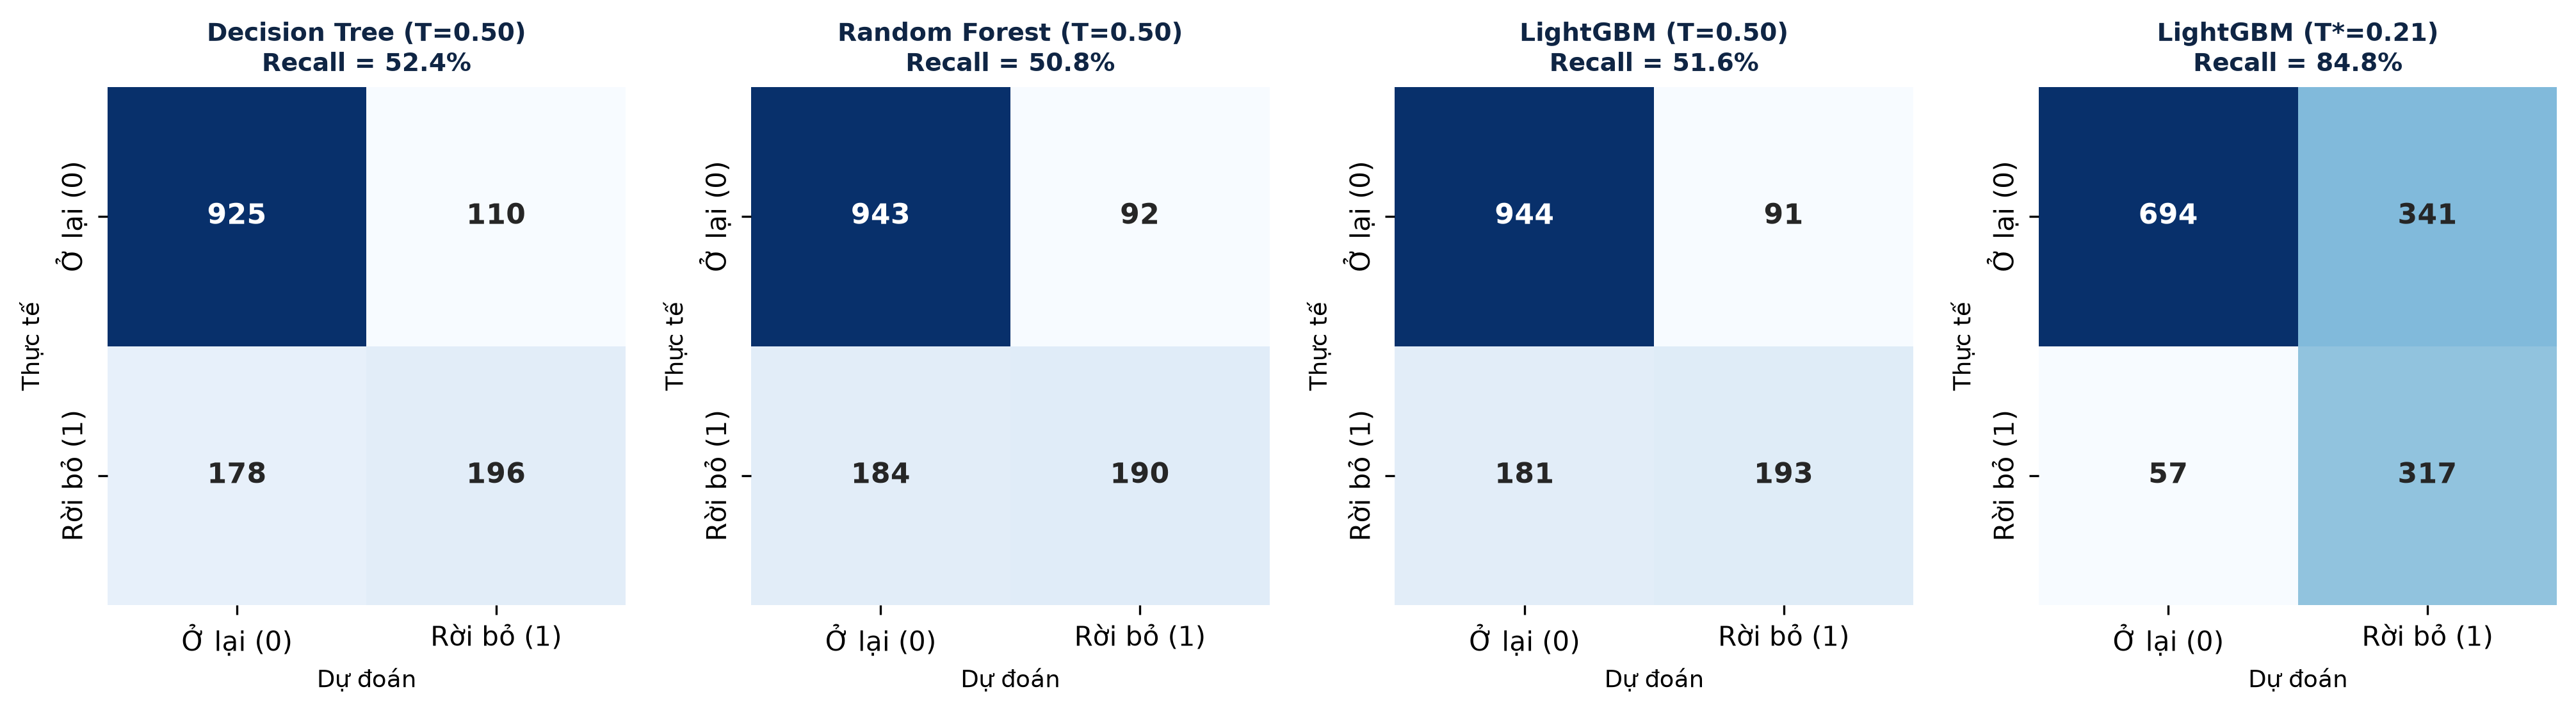 Decision Tree (T=0.50)
Recall = 52.4%
Thực tế
Ở lại (0)
925
110
Rời bỏ (1)
178
196
Ở lại (0)
Rời bỏ (1)
Dự đoán
Random Forest (T=0.50)
Recall = 50.8%
Thực tế
Ở lại (0)
943
92
Rời bỏ (1)
184
190
Ở lại (0)
Rời bỏ (1)
Dự đoán
LightGBM (T=0.50)
Recall = 51.6%
Thực tế
Ở lại (0)
944
91
Rời bỏ (1)
181
193
Ở lại (0)
Rời bỏ (1)
Dự đoán
LightGBM (T*=0.21)
Recall = 84.8%
Thực tế
Ở lại (0)
694
341
Rời bỏ (1)
57
317
Ở lại (0)
Rời bỏ (1)
Dự đoán